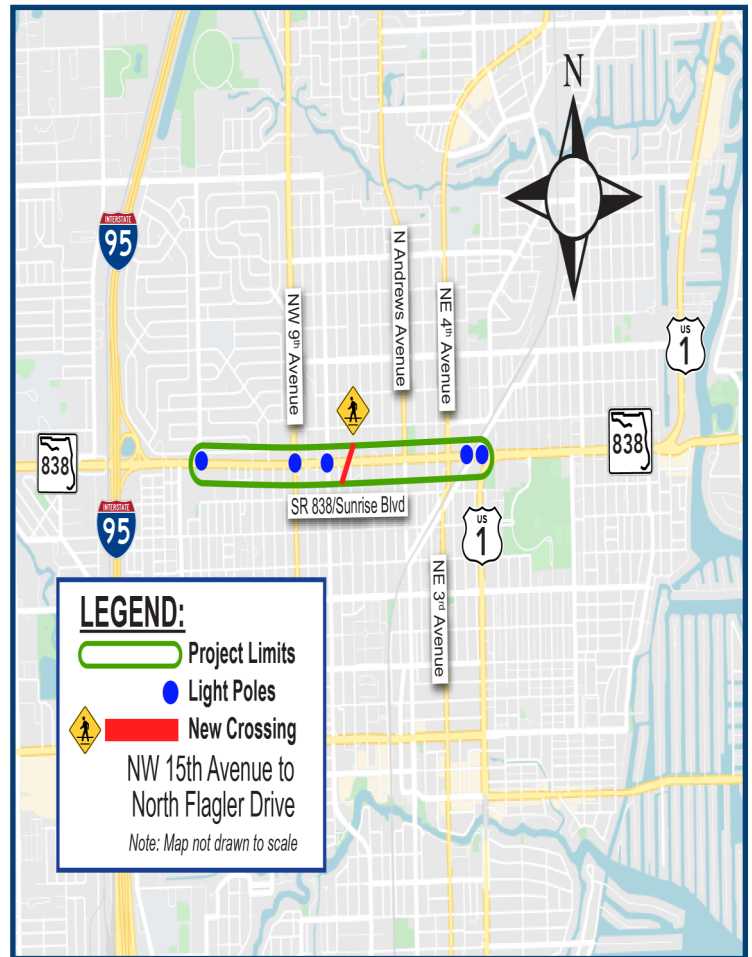 N
INTERSTATE
95
N Andrews Avenue
NE 4th Avenue
NW 9th Avenue
US
1
838
838
SR 838/Sunrise Blvd
INTERSTATE
95
US
1
NE 3rd Avenue
LEGEND:
Project Limits
Light Poles
New Crossing
NW 15th Avenue to
North Flagler Drive
Note: Map not drawn to scale